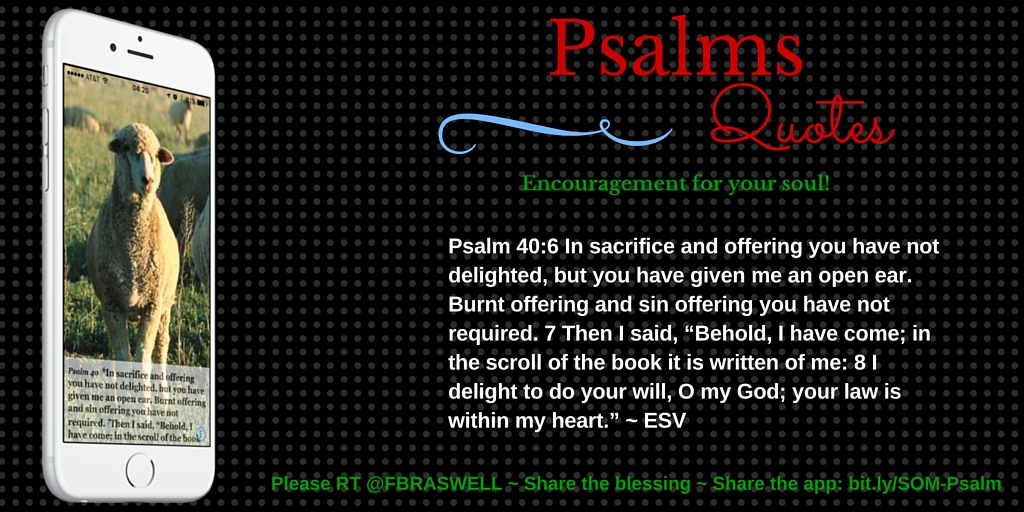 Psalms
Quotes
Encouragement for your soul!
Psalm 40:6 In sacrifice and offering you have not
delighted, but you have given me an open ear.
Burnt offering and sin offering you have not
required. 7 Then I said, “Behold, I have come; in
the scroll of the book it is written of me: 8 I
delight to do your will, O my God; your law is
within my heart.” ~ ESV
Please RT @FBRASWELL ~ Share the blessing ~ Share the app: bit.ly/SOM-Psalm
AT&T
04:20
Psalm 40 ⁶In sacrifice and offering
you have not delighted, but you have
given me an open ear. Burnt offering
and sin offering you have not
required. ⁷Then I said, “Behold, I
have come; in the scroll of the book